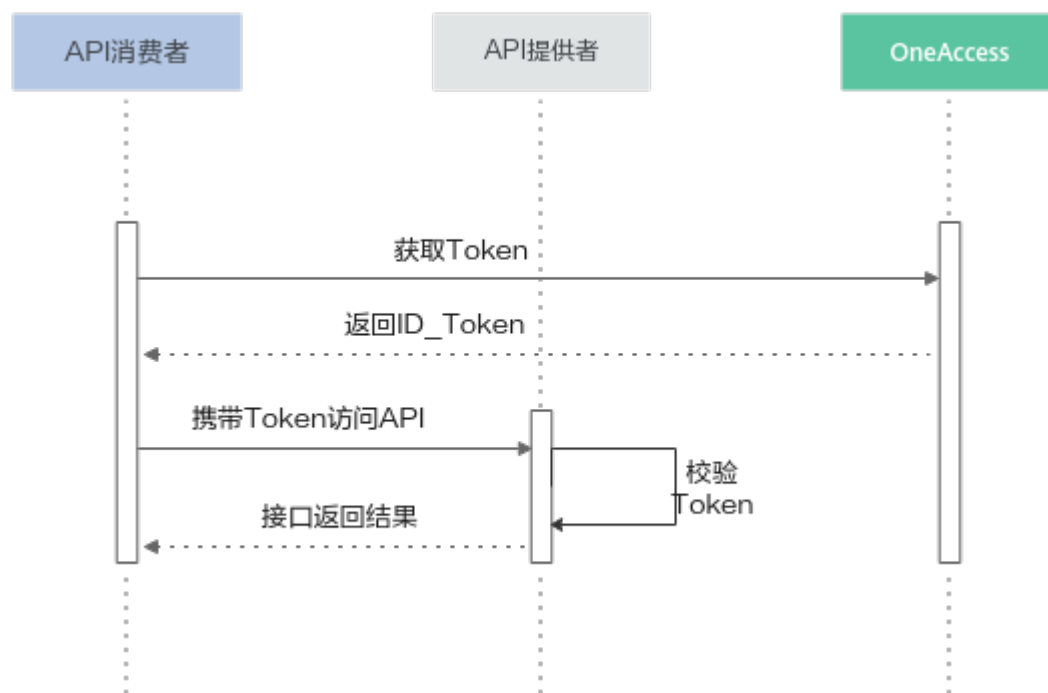 API消费者
API提供者
OneAccess
获取Token
返回ID_Token
携带Token访问API
校验
Token
接口返回结果